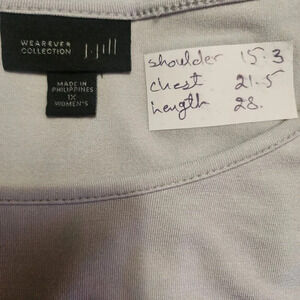 WEAREVER
COLLECTION
J.Jill
MADE IN
PHILIPPINES
1X
WOMEN'S
shoulder 15.3
chest 21.5
length 28.